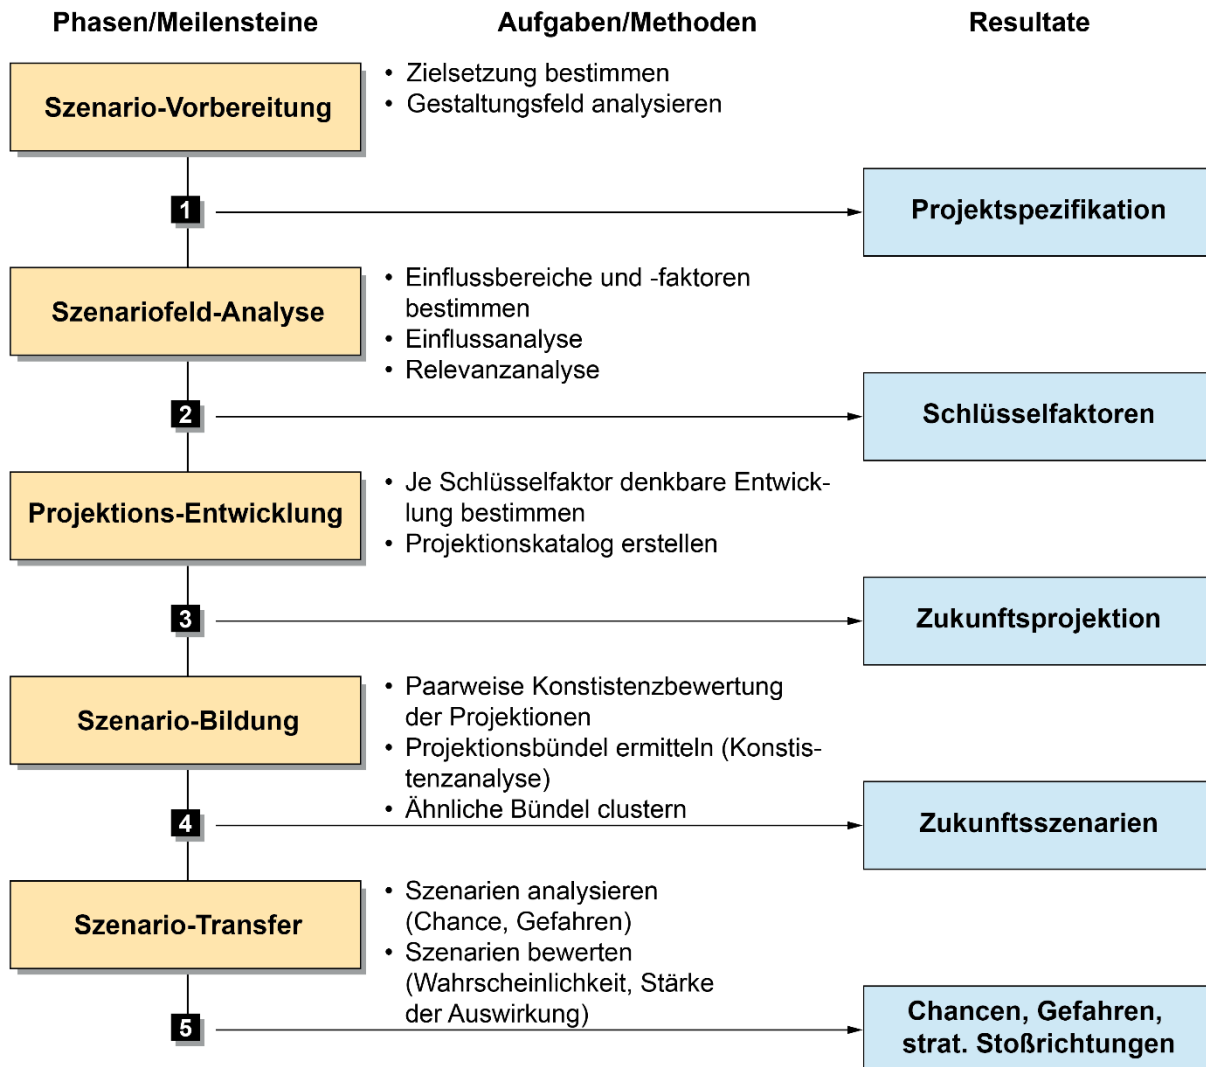 Phasen/Meilensteine
Aufgaben/Methoden
Resultate
Szenario-Vorbereitung
• Zielsetzung bestimmen
• Gestaltungsfeld analysieren
1
Projektspezifikation
Szenariofeld-Analyse
• Einflussbereiche und -faktoren
bestimmen
• Einflussanalyse
• Relevanzanalyse
2
Schlüsselfaktoren
Projektions-Entwicklung
• Je Schlüsselfaktor denkbare Entwick-
lung bestimmen
• Projektionskatalog erstellen
3
Zukunftsprojektion
Szenario-Bildung
• Paarweise Konstistenzbewertung
der Projektionen
• Projektionsbündel ermitteln (Konstis-
tenzanalyse)
• Ähnliche Bündel clustern
4
Zukunftsszenarien
Szenario-Transfer
• Szenarien analysieren
(Chance, Gefahren)
• Szenarien bewerten
(Wahrscheinlichkeit, Stärke
der Auswirkung)
5
Chancen, Gefahren,
strat. Stoßrichtungen